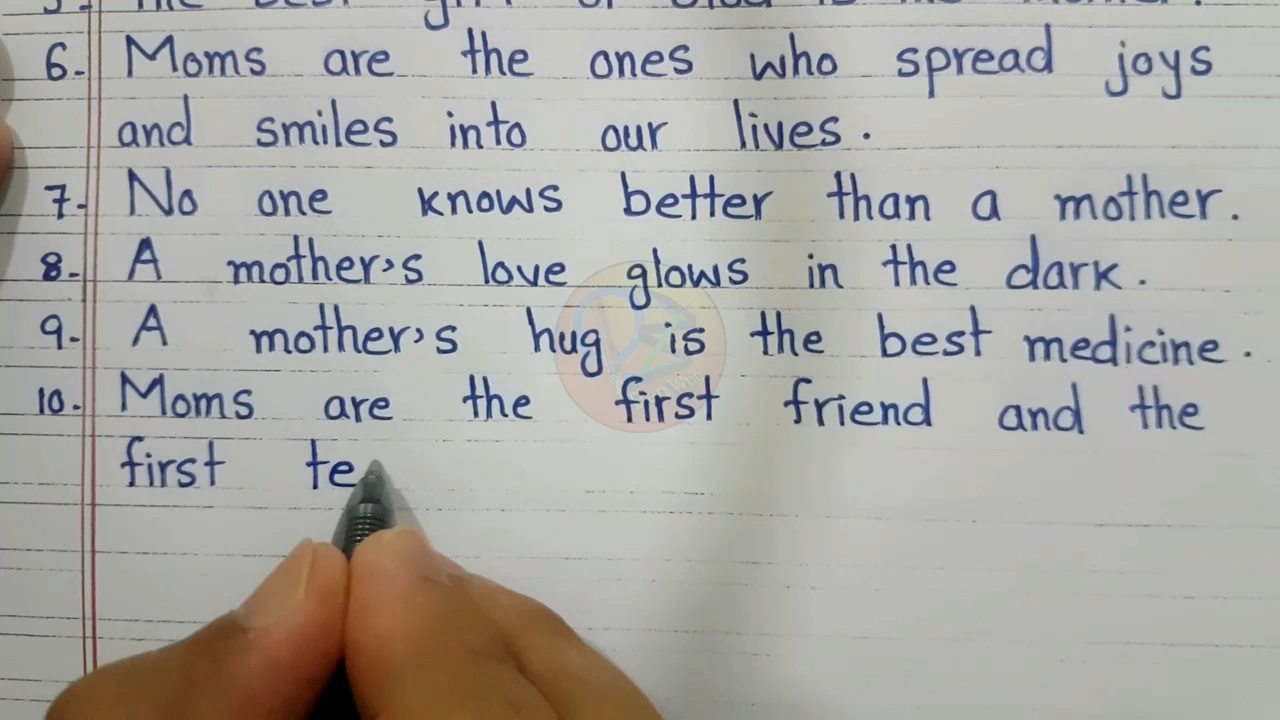 6. Moms are the ones who spread joys
and smiles into our lives.
7. No one knows better than a mother.
8. A mother's love glows in the dark.
9. A mother's hug is the best medicine.
10. Moms are the first friend and the
first te